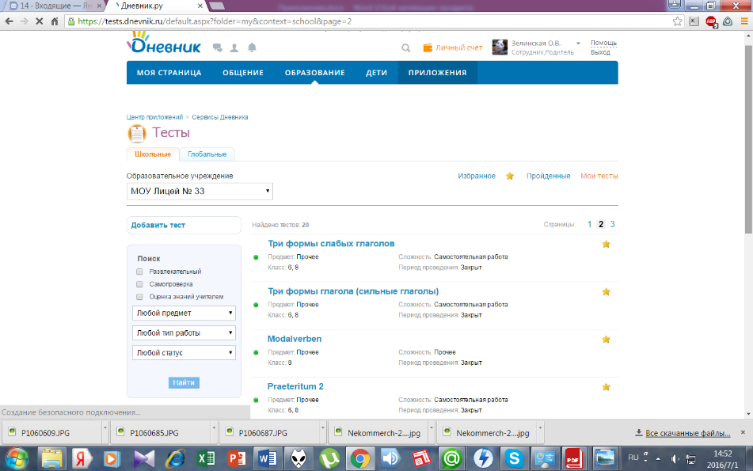 14 - Входящие — Ян
Дневник.ру
https://tests.dnevnik.ru/default.aspx?folder=my&context=school&page=2
Дневник
Личный счёт
Зелинская О.В.
Сотрудник, Родитель
Помощь
Выход
МОЯ СТРАНИЦА ОБЩЕНИЕ ОБРАЗОВАНИЕ ДЕТИ ПРИЛОЖЕНИЯ
Центр приложений Сервисы Дневника
Тесты
Школьные Глобальные
Образовательное учреждение
Избранное Пройденные Мои тесты
МОУ Лицей № 33
Добавить тест
Найдено тестов: 20
Страницы: 1 2 3
Поиск
Развлекательный
Самопроверка
Оценка знаний учителем
Любой предмет
Любой тип работы
Любой статус
Найти
Три формы слабых глаголов
Предмет: Прочее Сложность: Самостоятельная работа
Класс: 6, 8 Период проведения: Закрыт
Три формы глагола (сильные глаголы)
Предмет: Прочее Сложность: Самостоятельная работа
Класс: 6, 8 Период проведения: Закрыт
Modalverben
Предмет: Прочее Сложность: Прочее
Класс: 8 Период проведения: Закрыт
Praeteritum 2
Предмет: Прочее Сложность: Самостоятельная работа
Класс: 6, 8 Период проведения: Закрыт
Создание безопасного подключения...
P1060609.JPG P1060685.JPG P1060687.JPG Nekommerch-2....jpg Nekommerch-2....jpg Все скачанные файлы...
RU
14:52
2016/7/1